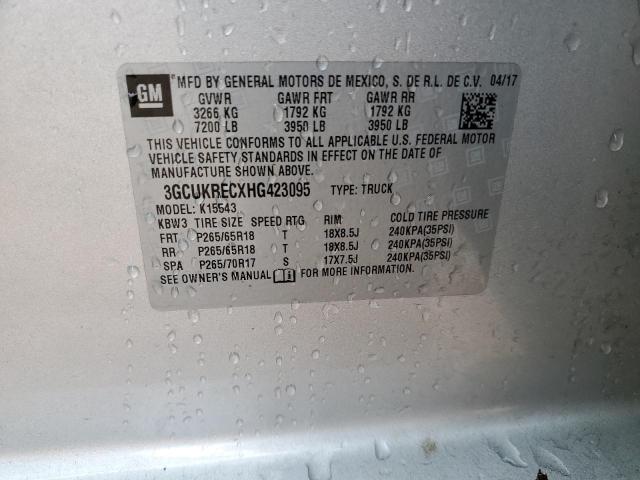 GM ® MFD BY GENERAL MOTORS DE MEXICO, S. DE R.L. DE C.V. 04/17
GVWR GAWR FRT GAWR RR
3266 KG 1792 KG 1792 KG
7200 LB 3950 LB 3950 LB
THIS VEHICLE CONFORMS TO ALL APPLICABLE U.S. FEDERAL MOTOR
VEHICLE SAFETY STANDARDS IN EFFECT ON THE DATE OF
MANUFACTURE SHOWN ABOVE.
3GCUKRECXHG423095 TYPE: TRUCK
MODEL: K15543
KBW3 TIRE SIZE SPEED RTG RIM COLD TIRE PRESSURE
FRT P265/65R18 T 18X8.5J 240KPA(35PSI)
RR P265/65R18 T 18X8.5J 240KPA(35PSI)
SPA P265/70R17 S 17X7.5J 240KPA(35PSI)
SEE OWNER'S MANUAL FOR MORE INFORMATION.